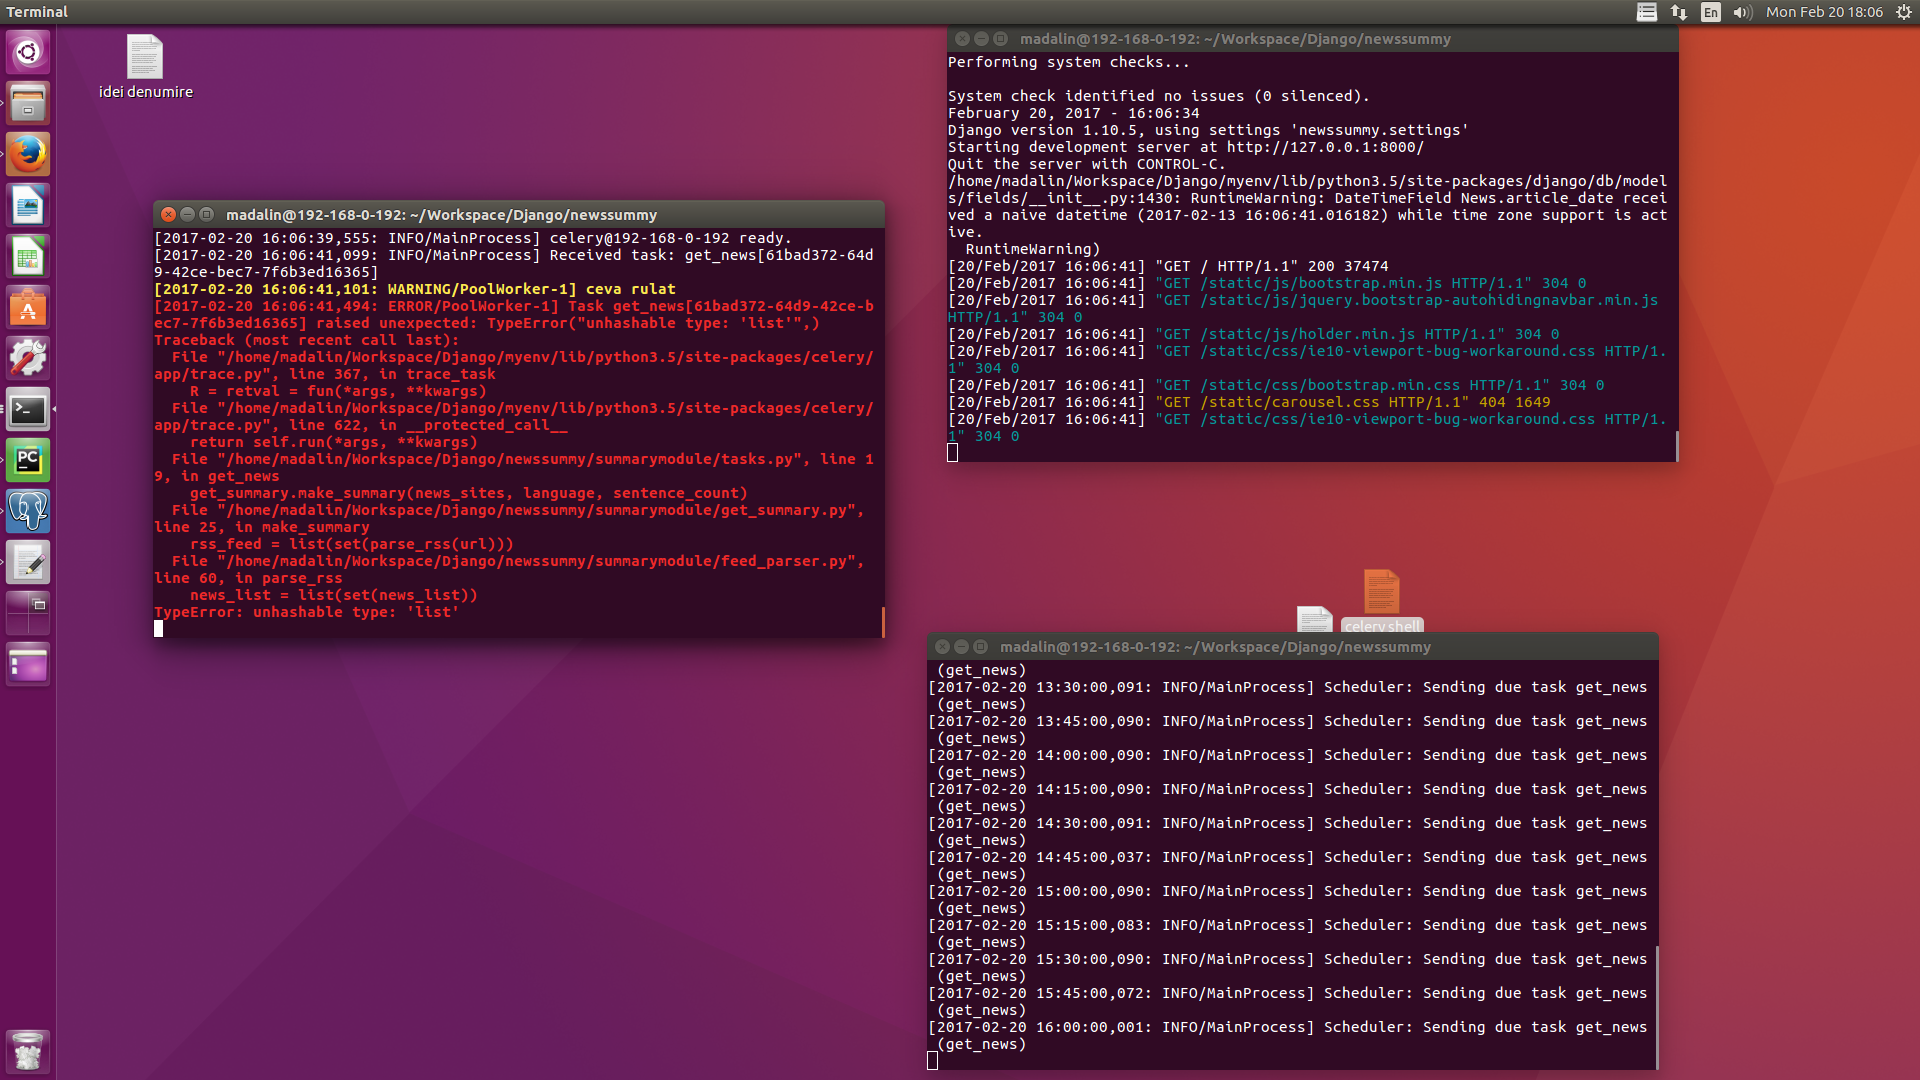 Terminal
En
Mon Feb 20 18:06
idei denumire
PC
madalin@192-168-0-192: ~/Workspace/Django/newssummy
[2017-02-20 16:06:39,555: INFO/MainProcess] celery@192-168-0-192 ready.
[2017-02-20 16:06:41,099: INFO/MainProcess] Received task: get_news[61bad372-64d
9-42ce-bec7-7f6b3ed16365]
[2017-02-20 16:06:41,101: WARNING/PoolWorker-1] ceva rulat
[2017-02-20 16:06:41,494: ERROR/PoolWorker-1] Task get_news[61bad372-64d9-42ce-b
ec7-7f6b3ed16365] raised unexpected: TypeError("unhashable type: 'list'",)
Traceback (most recent call last):
  File "/home/madalin/Workspace/Django/myenv/lib/python3.5/site-packages/celery/
app/trace.py", line 367, in trace_task
    R = retval = fun(*args, **kwargs)
  File "/home/madalin/Workspace/Django/myenv/lib/python3.5/site-packages/celery/
app/trace.py", line 622, in __protected_call__
    return self.run(*args, **kwargs)
  File "/home/madalin/Workspace/Django/newssummy/summarymodule/tasks.py", line 1
9, in get_news
    get_summary.make_summary(news_sites, language, sentence_count)
  File "/home/madalin/Workspace/Django/newssummy/summarymodule/get_summary.py",
line 25, in make_summary
    rss_feed = list(set(parse_rss(url)))
  File "/home/madalin/Workspace/Django/newssummy/summarymodule/feed_parser.py",
line 60, in parse_rss
    news_list = list(set(news_list))
TypeError: unhashable type: 'list'
madalin@192-168-0-192: ~/Workspace/Django/newssummy
Performing system checks...
System check identified no issues (0 silenced).
February 20, 2017 - 16:06:34
Django version 1.10.5, using settings 'newssummy.settings'
Starting development server at http://127.0.0.1:8000/
Quit the server with CONTROL-C.
/home/madalin/Workspace/Django/myenv/lib/python3.5/site-packages/django/db/model
s/fields/__init__.py:1430: RuntimeWarning: DateTimeField News.article_date recei
ved a naive datetime (2017-02-13 16:06:41.016182) while time zone support is act
ive.
  RuntimeWarning)
[20/Feb/2017 16:06:41] "GET / HTTP/1.1" 200 37474
[20/Feb/2017 16:06:41] "GET /static/js/bootstrap.min.js HTTP/1.1" 304 0
[20/Feb/2017 16:06:41] "GET /static/js/jquery.bootstrap-autohidingnavbar.min.js
HTTP/1.1" 304 0
[20/Feb/2017 16:06:41] "GET /static/js/holder.min.js HTTP/1.1" 304 0
[20/Feb/2017 16:06:41] "GET /static/css/ie10-viewport-bug-workaround.css HTTP/1.
1" 304 0
[20/Feb/2017 16:06:41] "GET /static/css/bootstrap.min.css HTTP/1.1" 304 0
[20/Feb/2017 16:06:41] "GET /static/carousel.css HTTP/1.1" 404 1649
[20/Feb/2017 16:06:41] "GET /static/css/ie10-viewport-bug-workaround.css HTTP/1.
1" 304 0
celery shell
madalin@192-168-0-192: ~/Workspace/Django/newssummy
(get_news)
[2017-02-20 13:30:00,091: INFO/MainProcess] Scheduler: Sending due task get_news
(get_news)
[2017-02-20 13:45:00,090: INFO/MainProcess] Scheduler: Sending due task get_news
(get_news)
[2017-02-20 14:00:00,090: INFO/MainProcess] Scheduler: Sending due task get_news
(get_news)
[2017-02-20 14:15:00,090: INFO/MainProcess] Scheduler: Sending due task get_news
(get_news)
[2017-02-20 14:30:00,091: INFO/MainProcess] Scheduler: Sending due task get_news
(get_news)
[2017-02-20 14:45:00,037: INFO/MainProcess] Scheduler: Sending due task get_news
(get_news)
[2017-02-20 15:00:00,090: INFO/MainProcess] Scheduler: Sending due task get_news
(get_news)
[2017-02-20 15:15:00,083: INFO/MainProcess] Scheduler: Sending due task get_news
(get_news)
[2017-02-20 15:30:00,090: INFO/MainProcess] Scheduler: Sending due task get_news
(get_news)
[2017-02-20 15:45:00,072: INFO/MainProcess] Scheduler: Sending due task get_news
(get_news)
[2017-02-20 16:00:00,001: INFO/MainProcess] Scheduler: Sending due task get_news
(get_news)